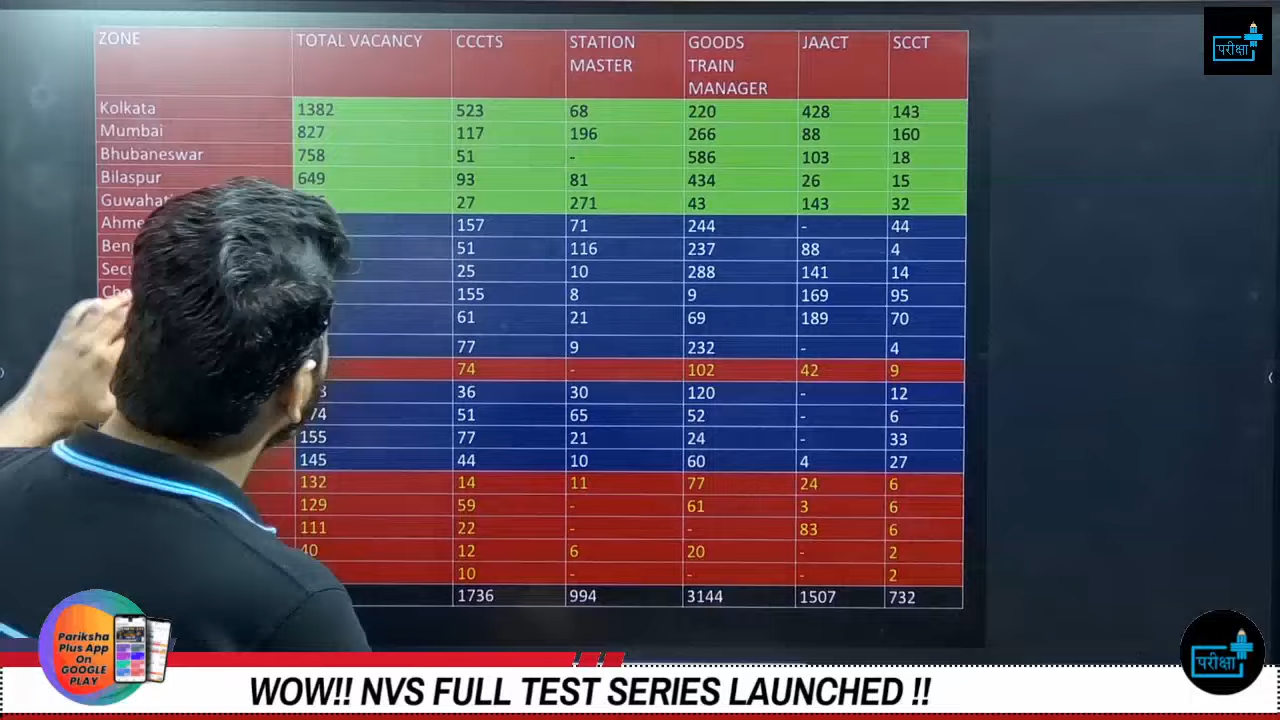 ZONE TOTAL VACANCY CCCTS STATION MASTER GOODS TRAIN MANAGER JAACT SCCT
Kolkata 1382 523 68 220 428 143
Mumbai 827 117 196 266 88 160
Bhubaneswar 758 51 - 586 103 18
Bilaspur 649 93 81 434 26 15
27 271 43 143 32
157 71 244 - 44
51 116 237 88 4
25 10 288 141 14
155 8 9 169 95
61 21 69 189 70
77 9 232 - 4
74 - 102 42 9
36 30 120 - 12
51 65 52 - 6
155 77 21 24 - 33
145 44 10 60 4 27
132 14 11 77 24 6
129 59 - 61 3 6
111 22 - - 83 6
40 12 6 20 - 2
10 - - - 2
1736 994 3144 1507 732
परीक्षा
Pariksha
Plus App
On
GOOGLE
PLAY
WOW!! NVS FULL TEST SERIES LAUNCHED !!
परीक्षा